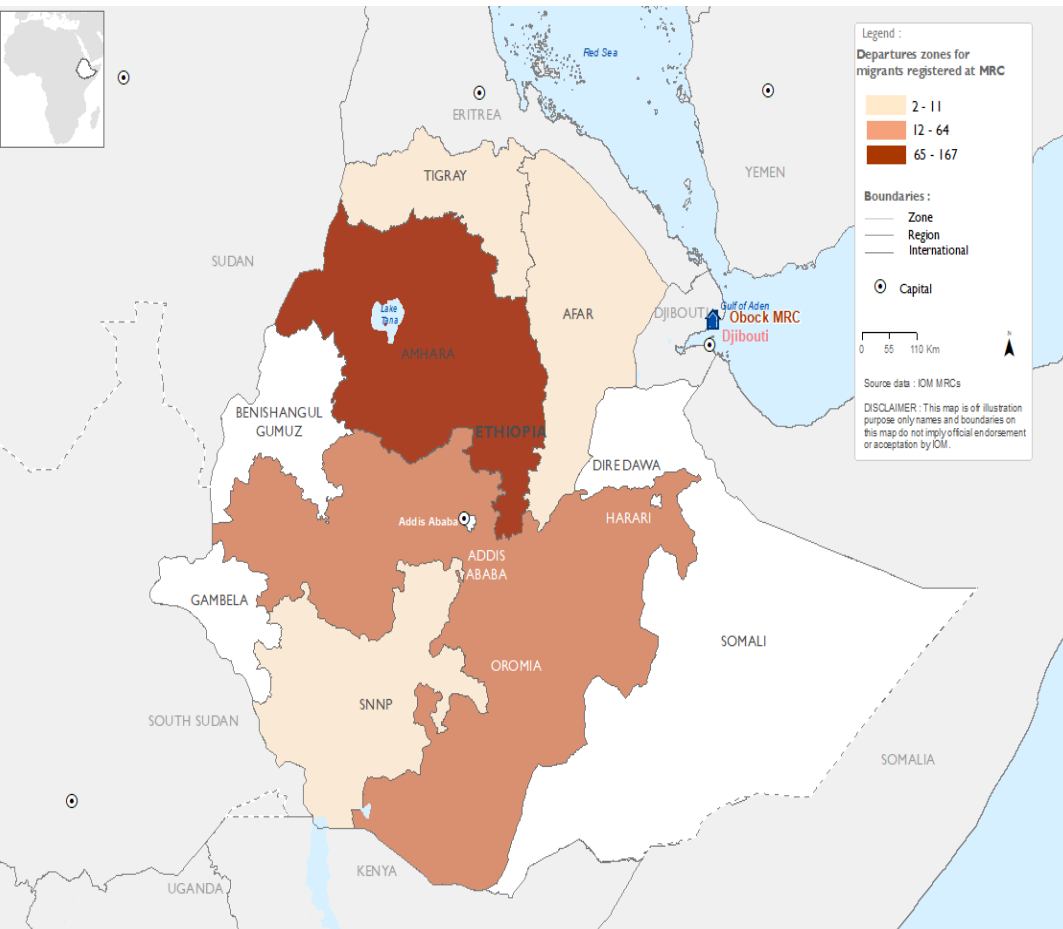 Red Sea
ERITREA
YEMEN
TIGRAY
SUDAN
Lake
Tana
AFAR
DJIBOUTI
Gulf of Aden
Obock MRC
Djibouti
AMHARA
BENISHANGUL
GUMUZ
ETHIOPIA
DIRE DAWA
Addis Ababa
HARARI
ADDIS
ABABA
GAMBELA
SOMALI
OROMIA
SNNP
SOUTH SUDAN
SOMALIA
KENYA
UGANDA
Legend :
Departures zones for
migrants registered at MRC
2 - 11
12 - 64
65 - 167
Boundaries :
Zone
Region
International
Capital
N
0 55 110 Km
Source data : IOM MRCs
DISCLAIMER : This map is of illustration
purpose only names and boundaries on
this map do not imply official endorsement
or acceptation by IOM.